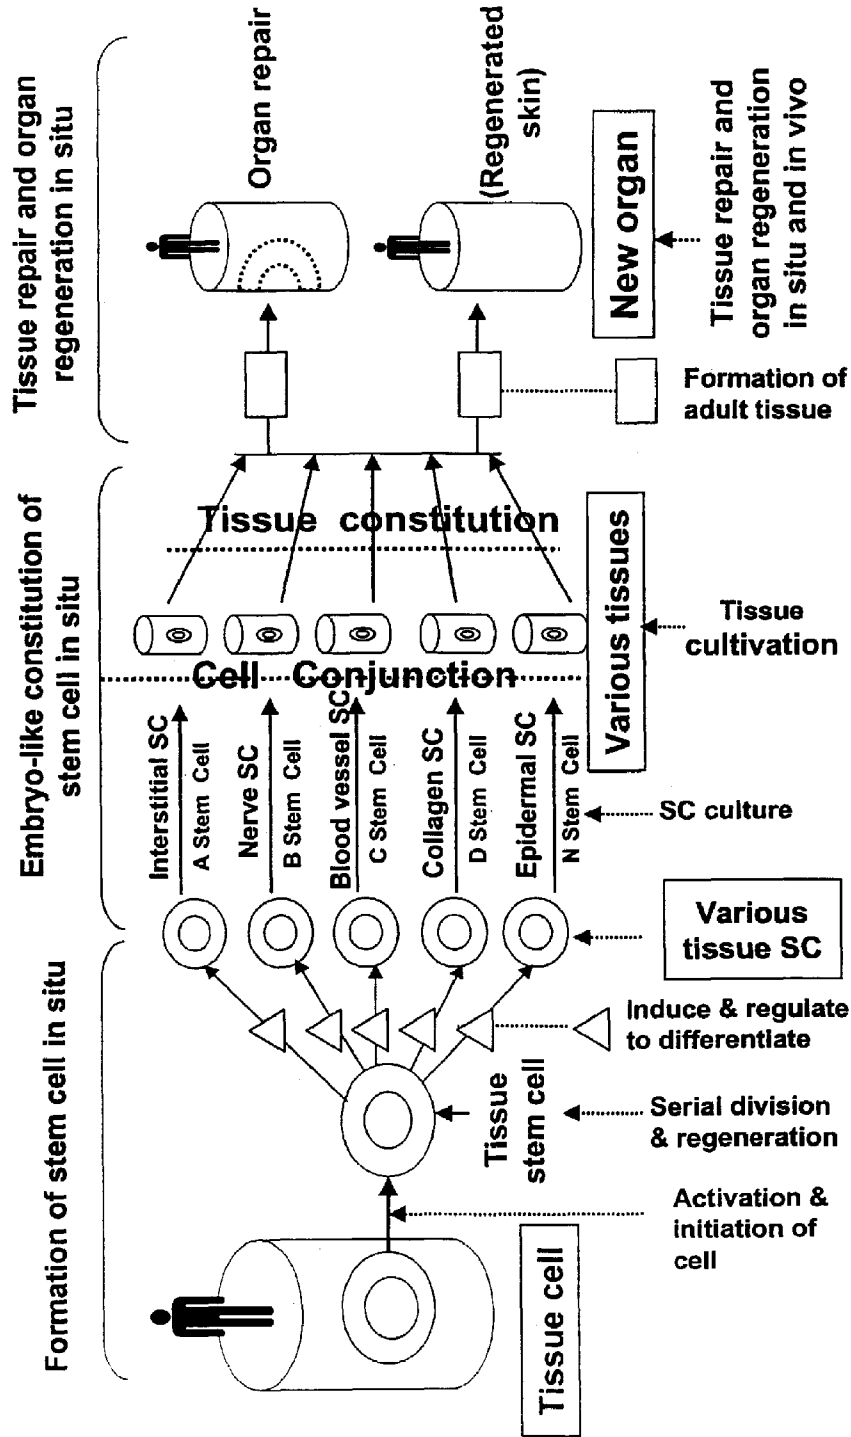 Formation of stem cell in situ
Embryo-like constitution of
stem cell in situ
Tissue repair and organ
regeneration in situ
Interstitial SC
A Stem Cell
Nerve SC
B Stem Cell
Blood vessel SC
C Stem Cell
Collagen SC
D Stem Cell
Epidermal SC
N Stem Cell
Cell Conjunction
Tissue constitution
Organ repair
(Regenerated
skin)
Tissue
stem cell
Tissue cell
Various
tissue SC
Various tissues
New organ
Activation &
initiation of
cell
Serial division
& regeneration
Induce & regulate
to differentiate
SC culture
Tissue
cultivation
Formation of
adult tissue
Tissue repair and
organ regeneration
in situ and in vivo